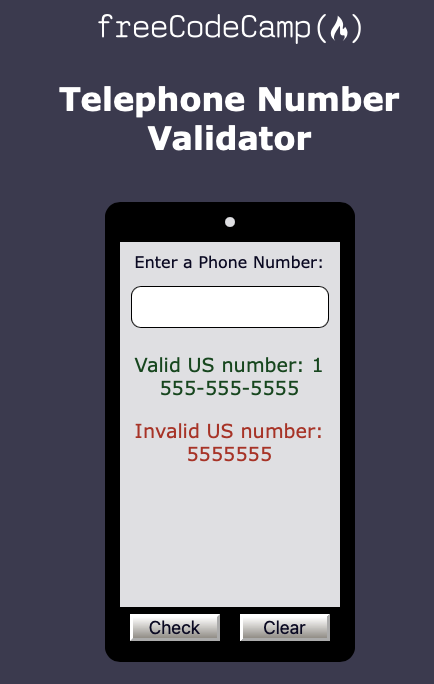 freeCodeCamp(🔥)
Telephone Number
Validator
Enter a Phone Number:
Valid US number: 1
555-555-5555
Invalid US number:
5555555
Check
Clear